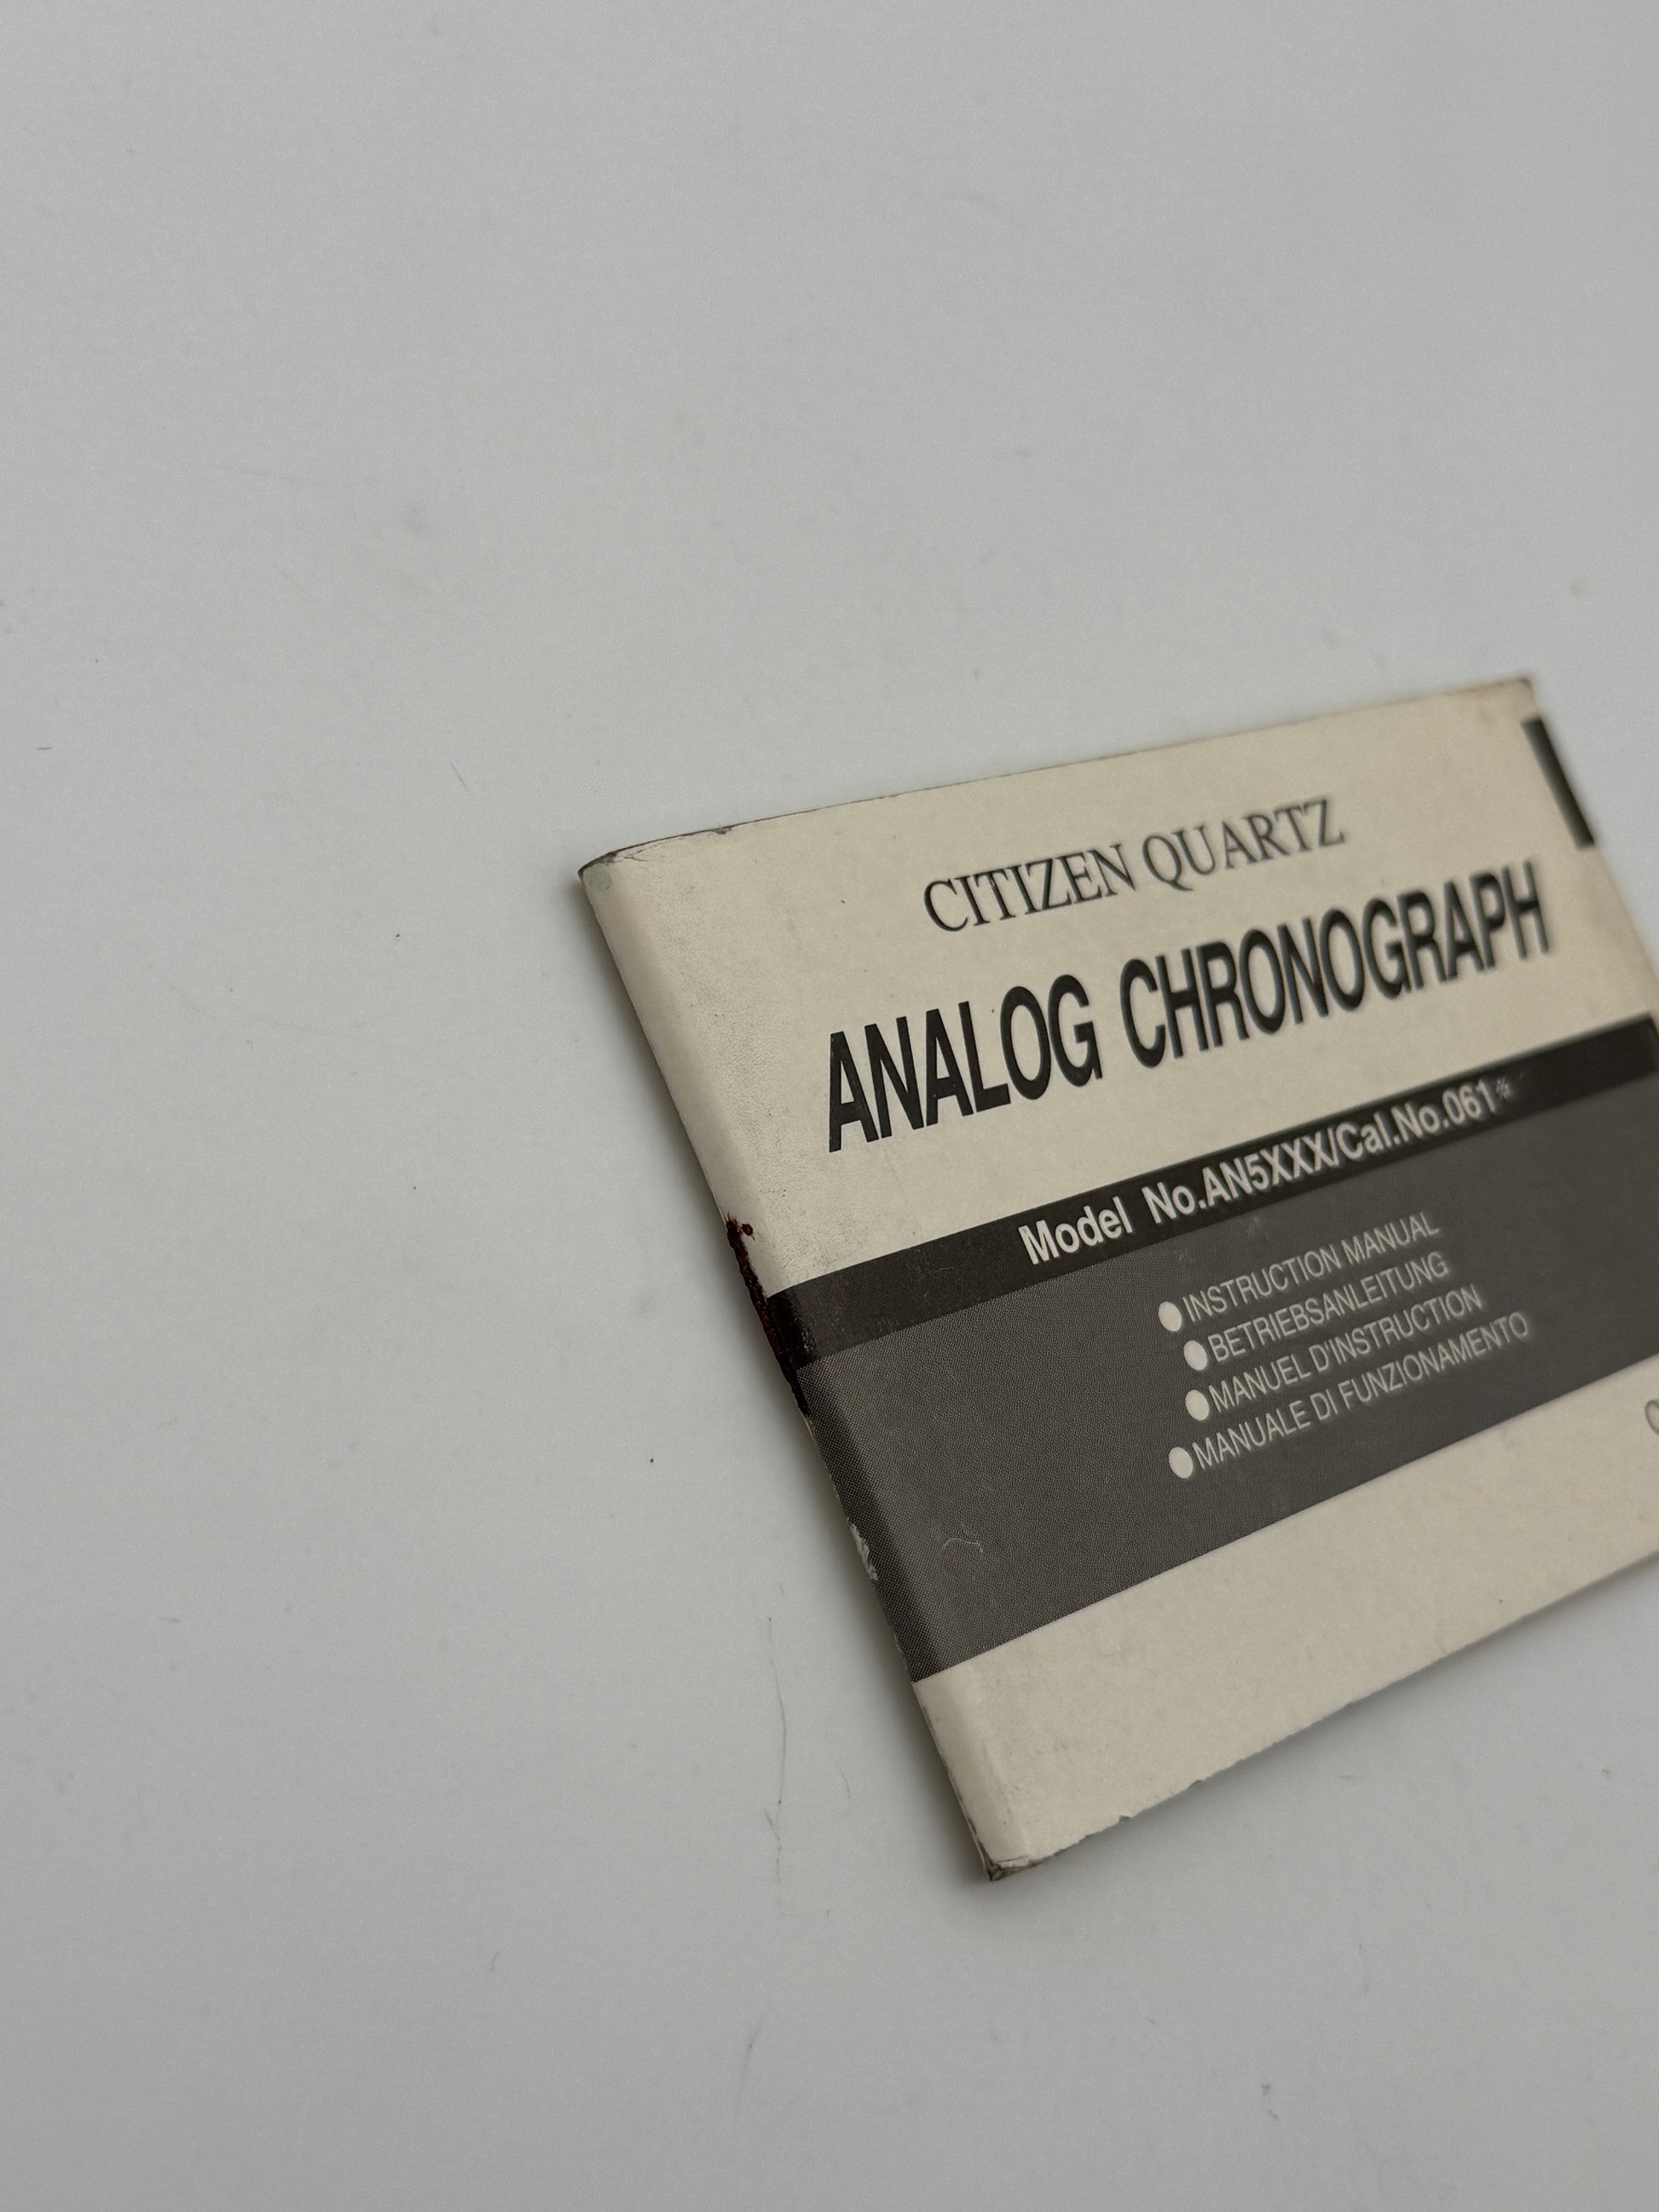 CITIZEN QUARTZ
ANALOG CHRONOGRAPH
Model No.AN5XXX/Cal.No.061*
●INSTRUCTION MANUAL
●BETRIEBSANLEITUNG
●MANUEL D'INSTRUCTION
●MANUALE DI FUNZIONAMENTO